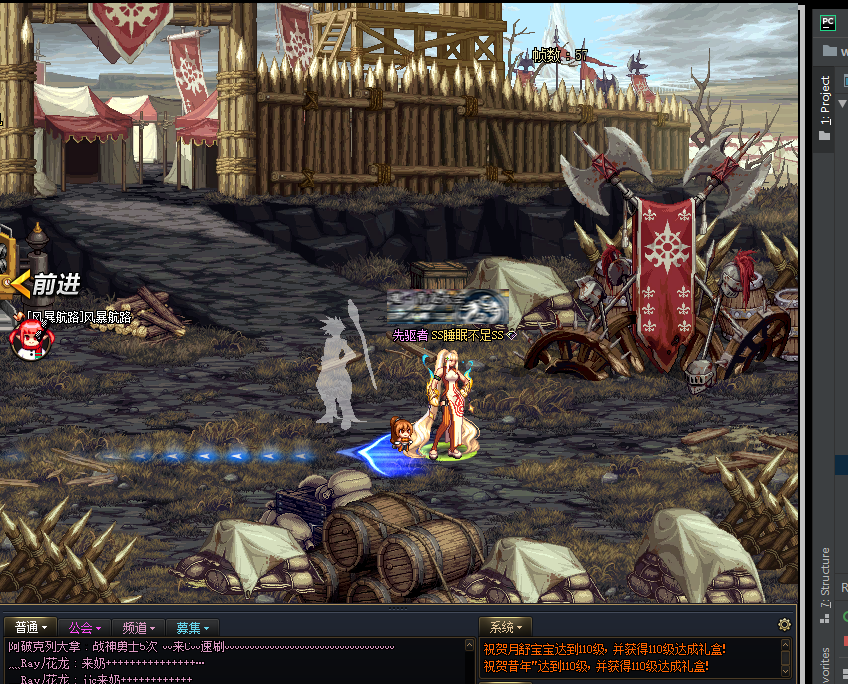 帧数：57
前进
[风暴航路]风暴航路
先驱者 SS睡眠不足SS
普通 公会 频道 募集
系统
阿破克列大拿，战神勇士5次
Ray/花龙：来奶++++++++++++++
Ray/花龙：jjc来奶++++++++++++
祝贺月舒宝宝达到110级，并获得110级达成礼盒！
祝贺昔年"达到110级，并获得110级达成礼盒！
PC
1: Project
7: Structure